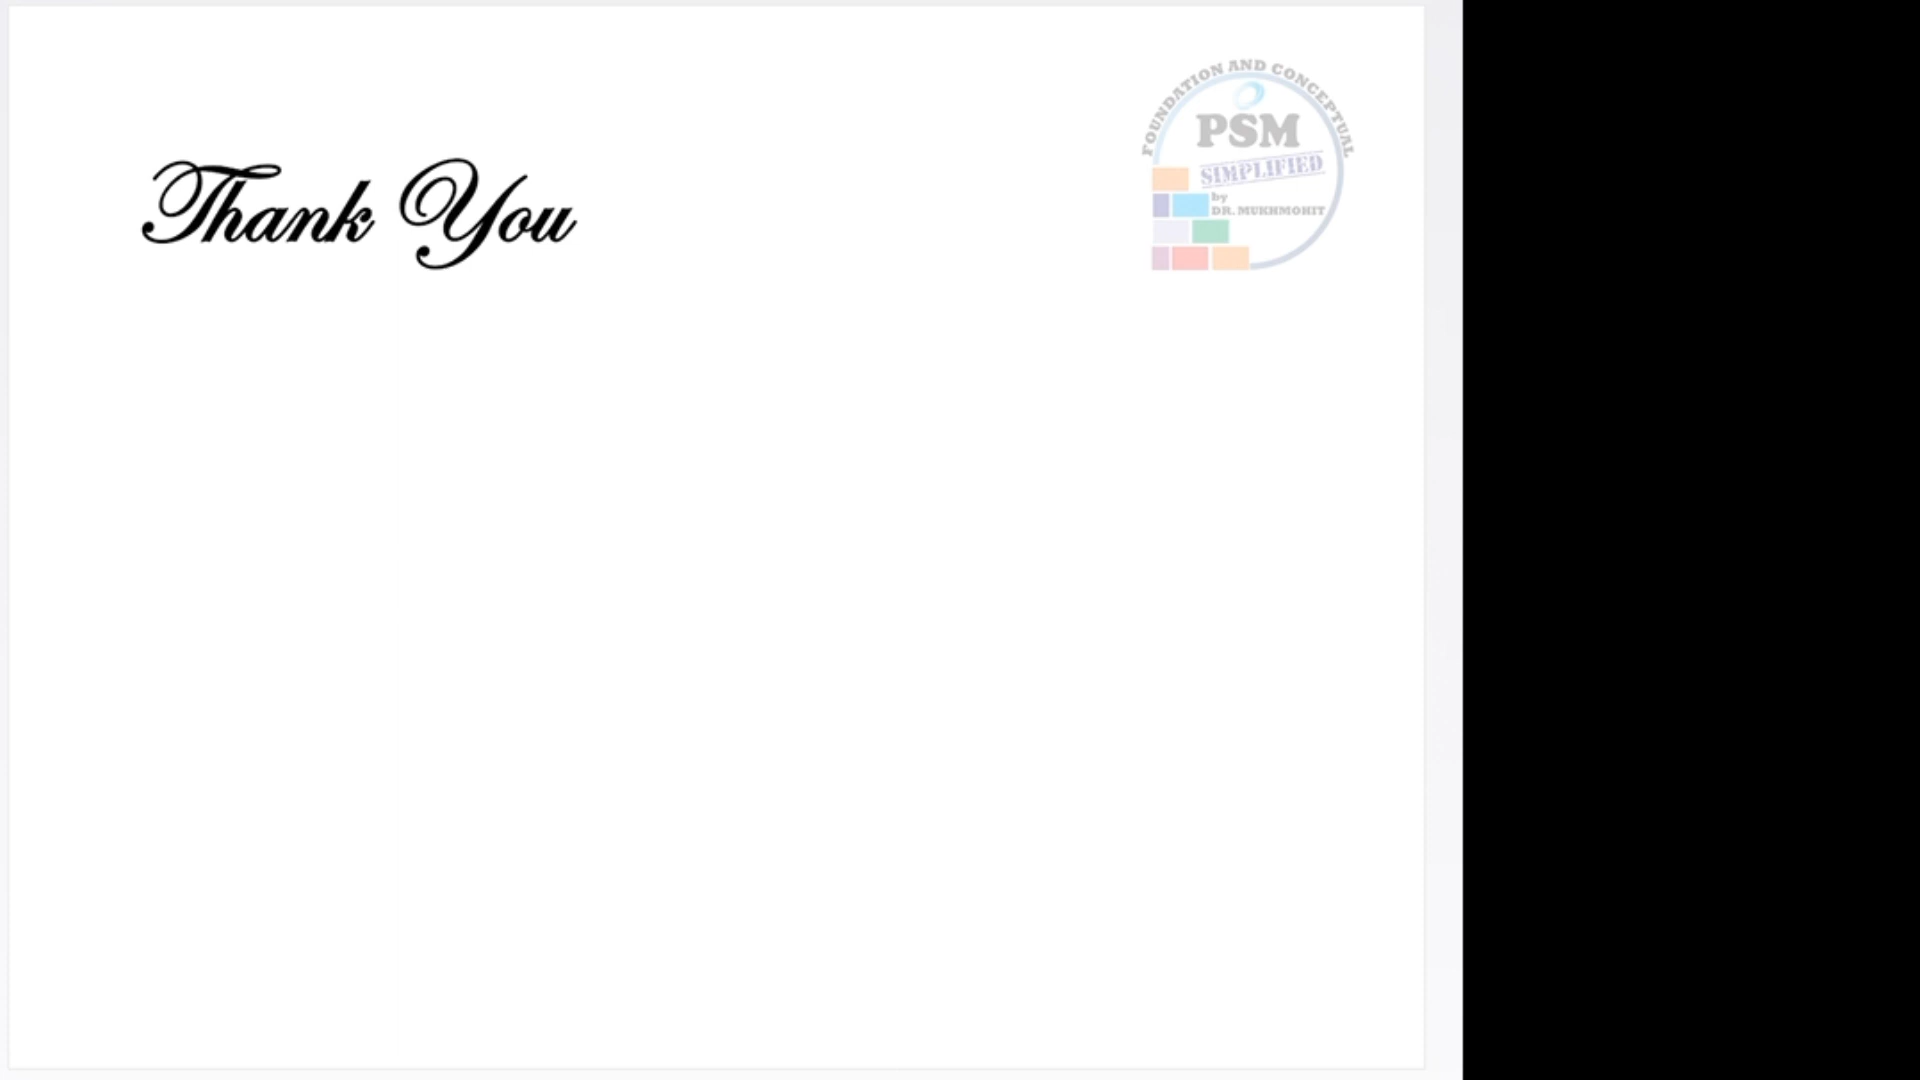 Thank You
FOUNDATION AND CONCEPTUAL
PSM
SIMPLIFIED
by
DR. MUKHMOHIT